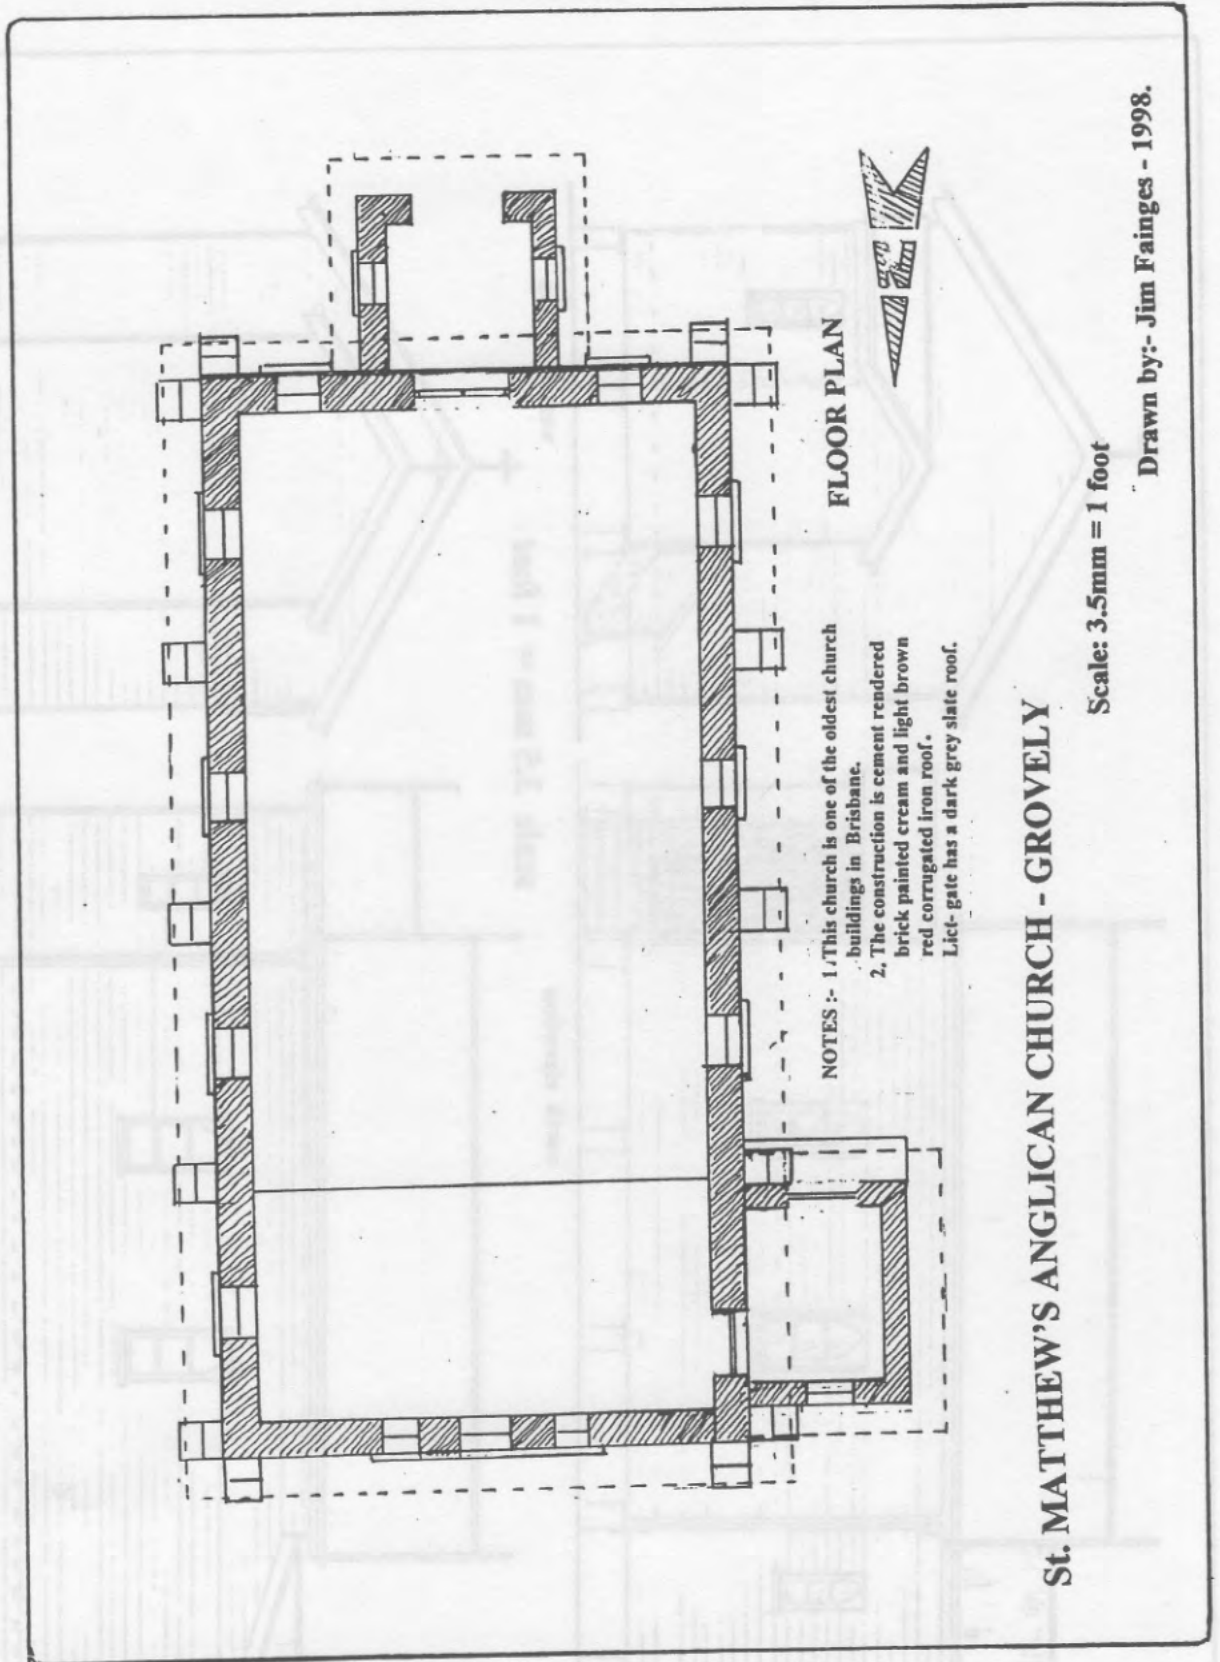 FLOOR PLAN
NOTES :- 1. This church is one of the oldest church
buildings in Brisbane.
2. The construction is cement rendered
brick painted cream and light brown
red corrugated iron roof.
Lict- gate has a dark grey slate roof.
St. MATTHEW'S ANGLICAN CHURCH - GROVELY
Scale: 3.5mm = 1 foot
Drawn by:- Jim Fainges - 1998.